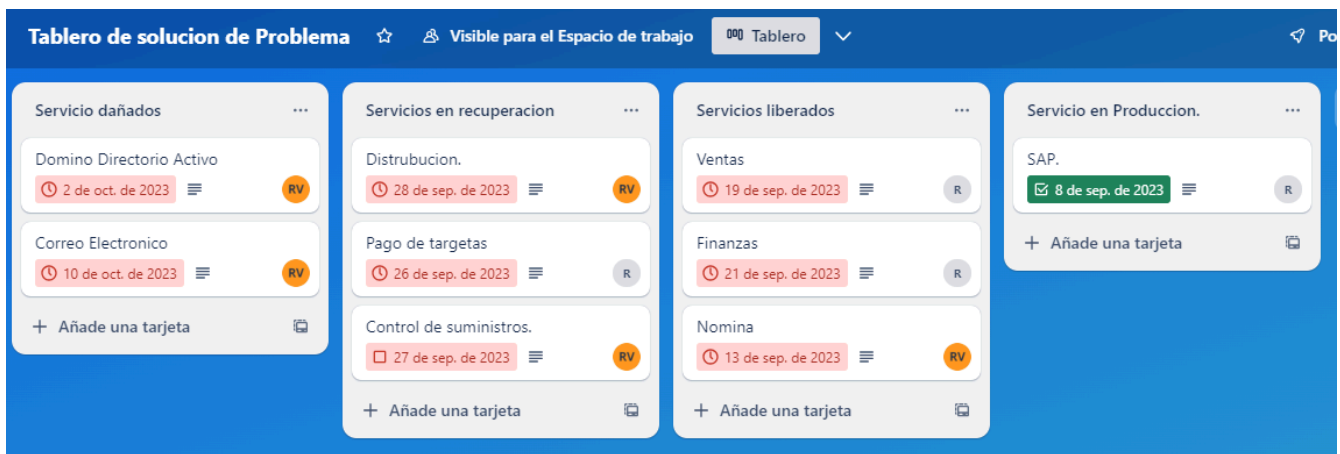 Tablero de solucion de Problema Visible para el Espacio de trabajo Tablero Po
Servicio dañados
Domino Directorio Activo
2 de oct. de 2023 RV
Correo Electronico
10 de oct. de 2023 RV
+ Añade una tarjeta
Servicios en recuperacion
Distrubucion.
28 de sep. de 2023 RV
Pago de targetas
26 de sep. de 2023 R
Control de suministros.
27 de sep. de 2023 RV
+ Añade una tarjeta
Servicios liberados
Ventas
19 de sep. de 2023 R
Finanzas
21 de sep. de 2023 R
Nomina
13 de sep. de 2023 RV
+ Añade una tarjeta
Servicio en Produccion.
SAP.
8 de sep. de 2023 R
+ Añade una tarjeta